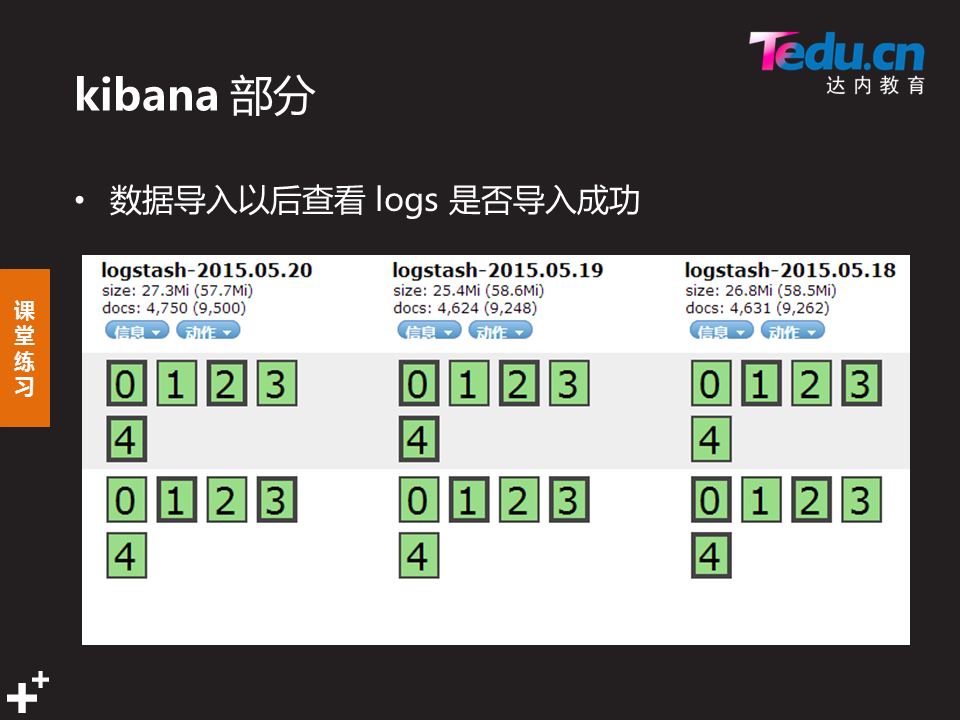 Tedu.cn
达内教育
kibana 部分
• 数据导入以后查看 logs 是否导入成功
课
堂
练
习
logstash-2015.05.20 logstash-2015.05.19 logstash-2015.05.18
size: 27.3Mi (57.7Mi) size: 25.4Mi (58.6Mi) size: 26.8Mi (58.5Mi)
docs: 4,750 (9,500) docs: 4,624 (9,248) docs: 4,631 (9,262)
信息 动作 信息 动作 信息 动作
0 1 2 3 0 1 2 3 0 1 2 3
4 4 4
0 1 2 3 0 1 2 3 0 1 2 3
4 4 4